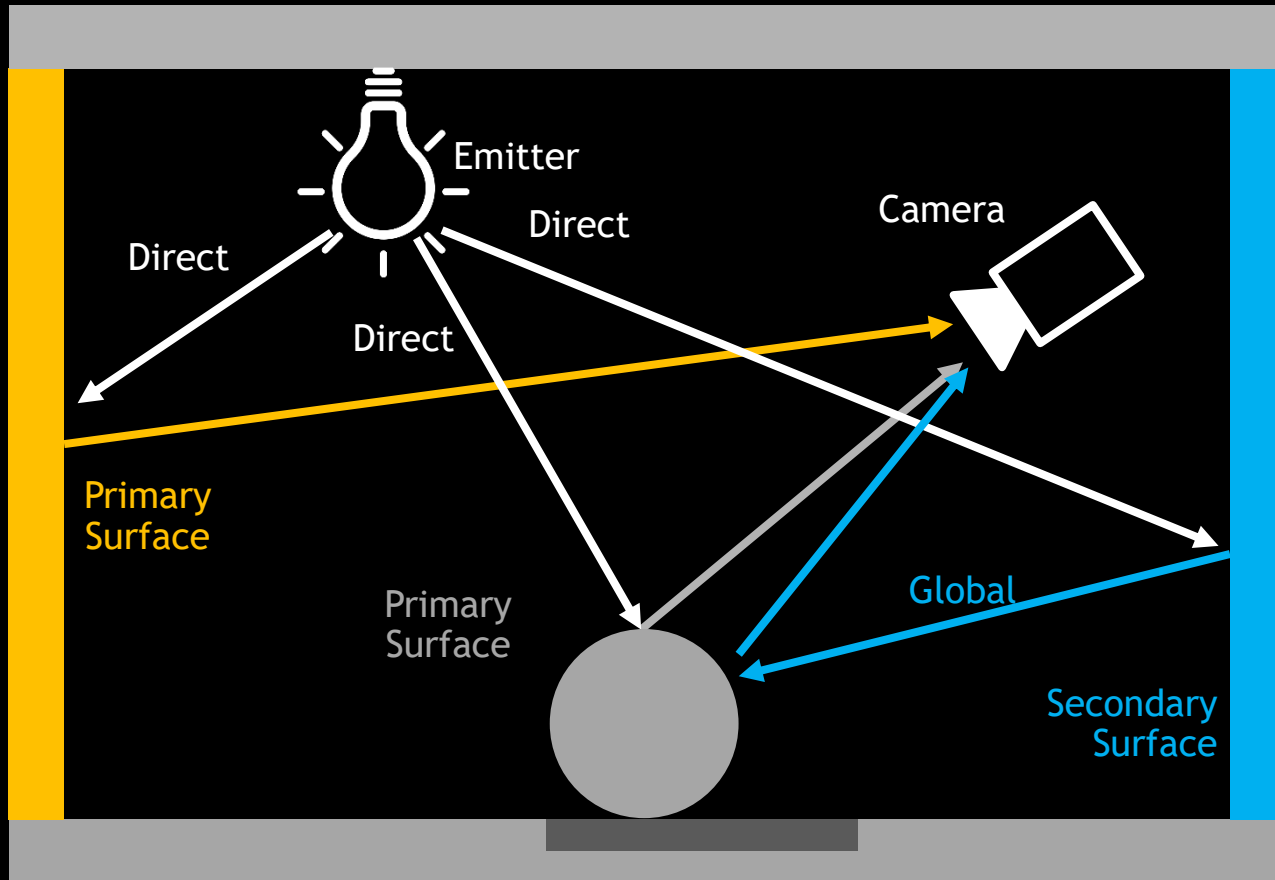 Emitter
Camera
Direct
Direct
Direct
Primary
Surface
Primary
Surface
Global
Secondary
Surface